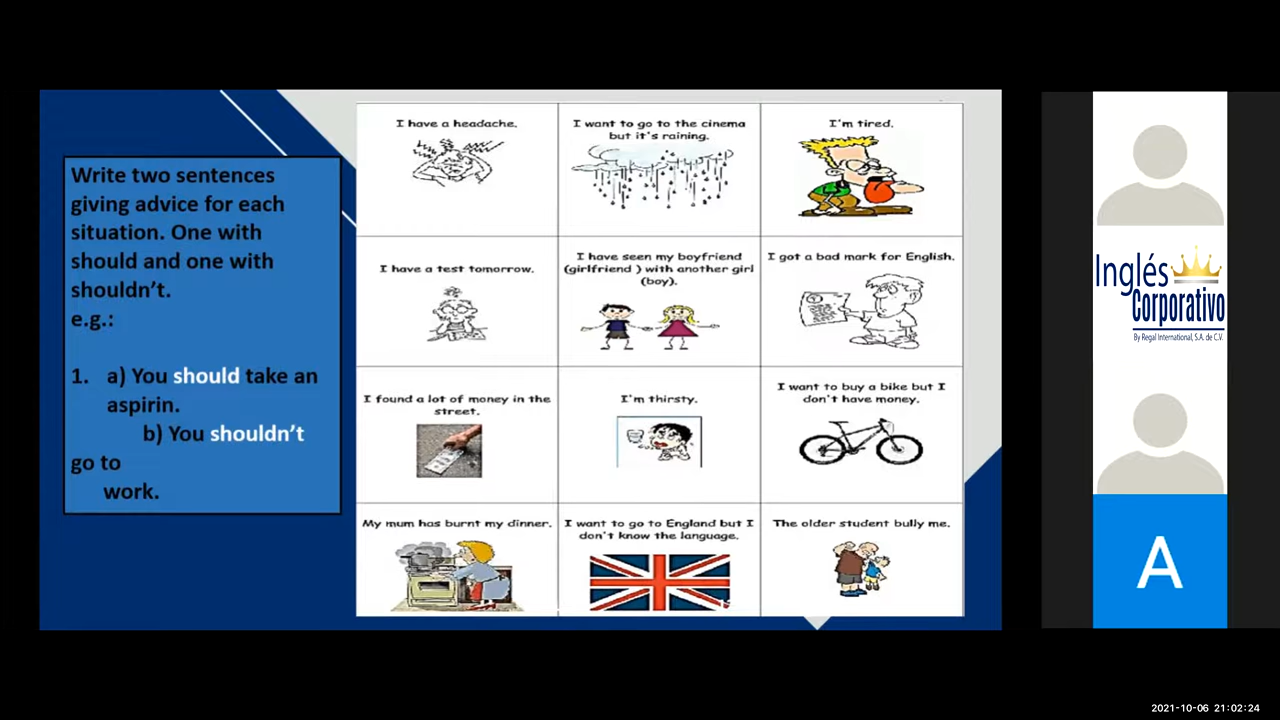 Write two sentences
giving advice for each
situation. One with
should and one with
shouldn't.
e.g.:
1. a) You should take an
aspirin.
b) You shouldn't
go to
work.
I have a headache.
I want to go to the cinema
but it's raining.
I'm tired.
I have a test tomorrow.
I have seen my boyfriend
(girlfriend ) with another girl
(boy).
I got a bad mark for English.
I found a lot of money in the
street.
I'm thirsty.
I want to buy a bike but I
don't have money.
My mum has burnt my dinner.
I want to go to England but I
don't know the language.
The older student bully me.
Inglés
Corporativo
By Regal International, S.A. de C.V.
A
2021-10-06 21:02:24